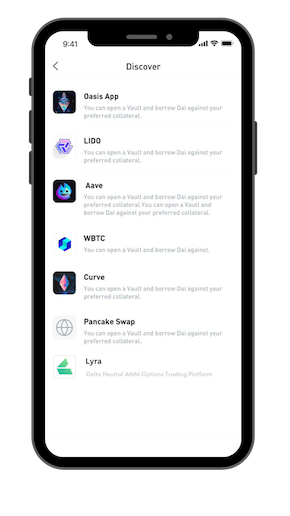 9:41
Discover
Oasis App
You can open a Vault and borrow Dai against your
preferred collateral.
LIDO
You can open a Vault and borrow Dai against your
preferred collateral.
Aave
You can open a Vault and borrow Dai against your
preferred collateral.You can open a Vault and
borrow Dai against your preferred collateral.
WBTC
You can open a Vault and borrow Dai against.
Curve
You can open a Vault and borrow Dai against your
preferred collateral.
Pancake Swap
You can open a Vault and borrow Dai against your
preferred collateral.
Lyra
Delta Neutral AMM Options Trading Platform